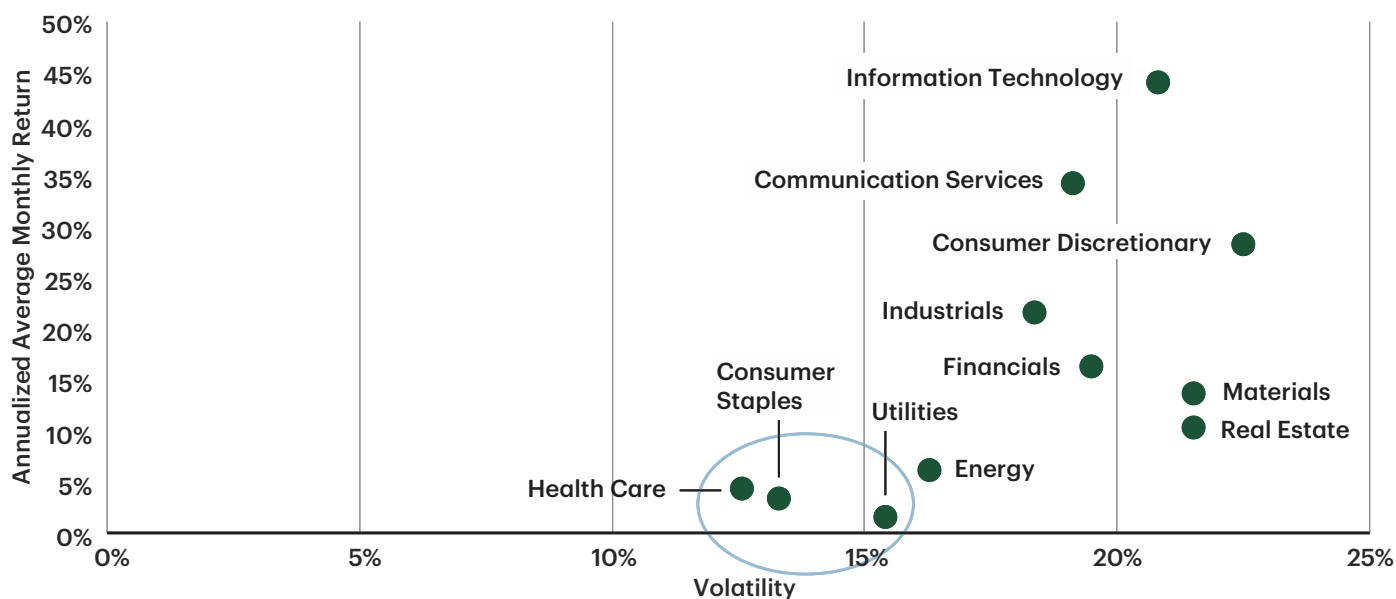 50%
45%
40%
35%
30%
25%
20%
15%
10%
5%
0%
Annualized Average Monthly Return
Information Technology
Communication Services
Consumer Discretionary
Industrials
Financials
Consumer
Staples
Materials
Utilities
Real Estate
Energy
Health Care
0%
5%
10%
15%
20%
25%
Volatility